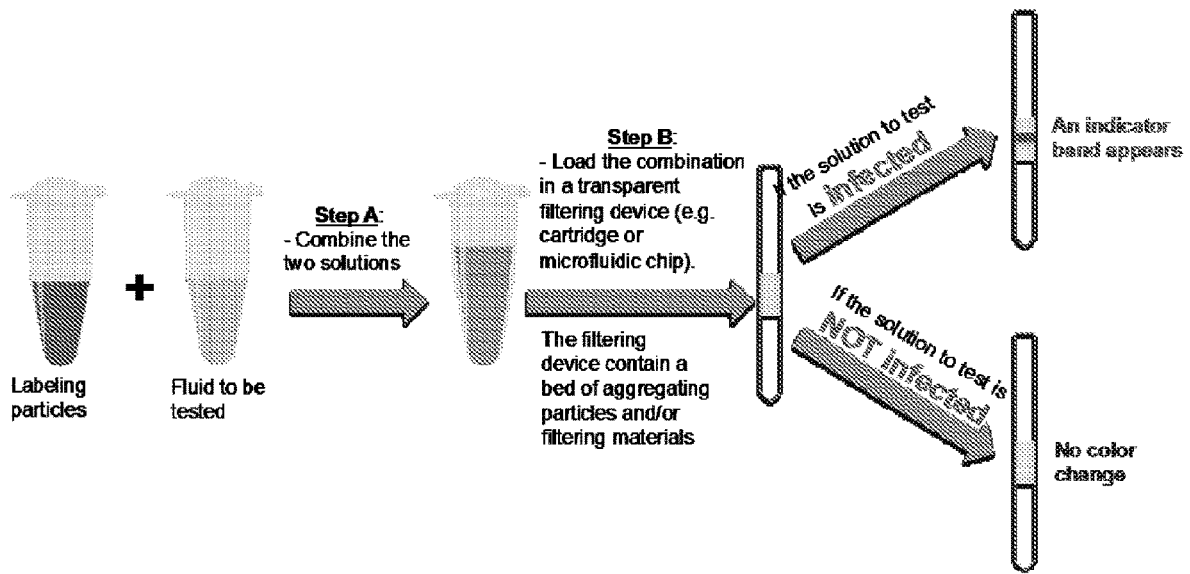 Labeling
particles
+
Fluid to be
tested
Step A:
- Combine the
two solutions
Step B:
- Load the combination
in a transparent
filtering device (e.g.
cartridge or
microfluidic chip).
The filtering
device contain a
bed of aggregating
particles and/or
filtering materials
If the solution to test
is infected
An indicator
band appears
If the solution to test is
NOT infected
No color
change